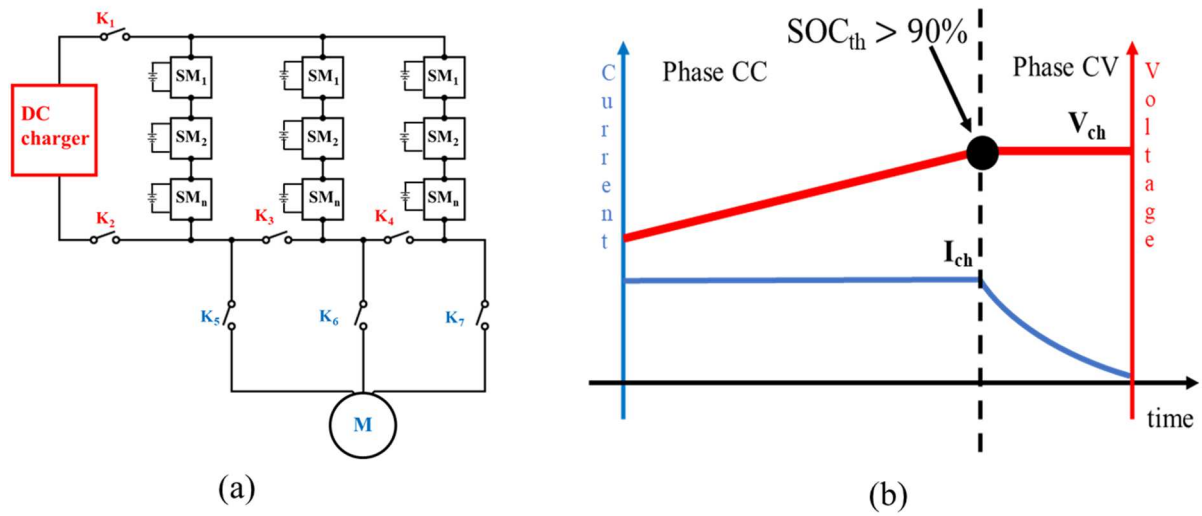 K1
DC
charger
SM1
SM1
SM1
SM2
SM2
SM2
SMn
SMn
SMn
K2
K3
K4
K5
K6
K7
M
(a)
SOCth > 90%
Current
Phase CC
Phase CV
Voltage
Vch
Ich
time
(b)